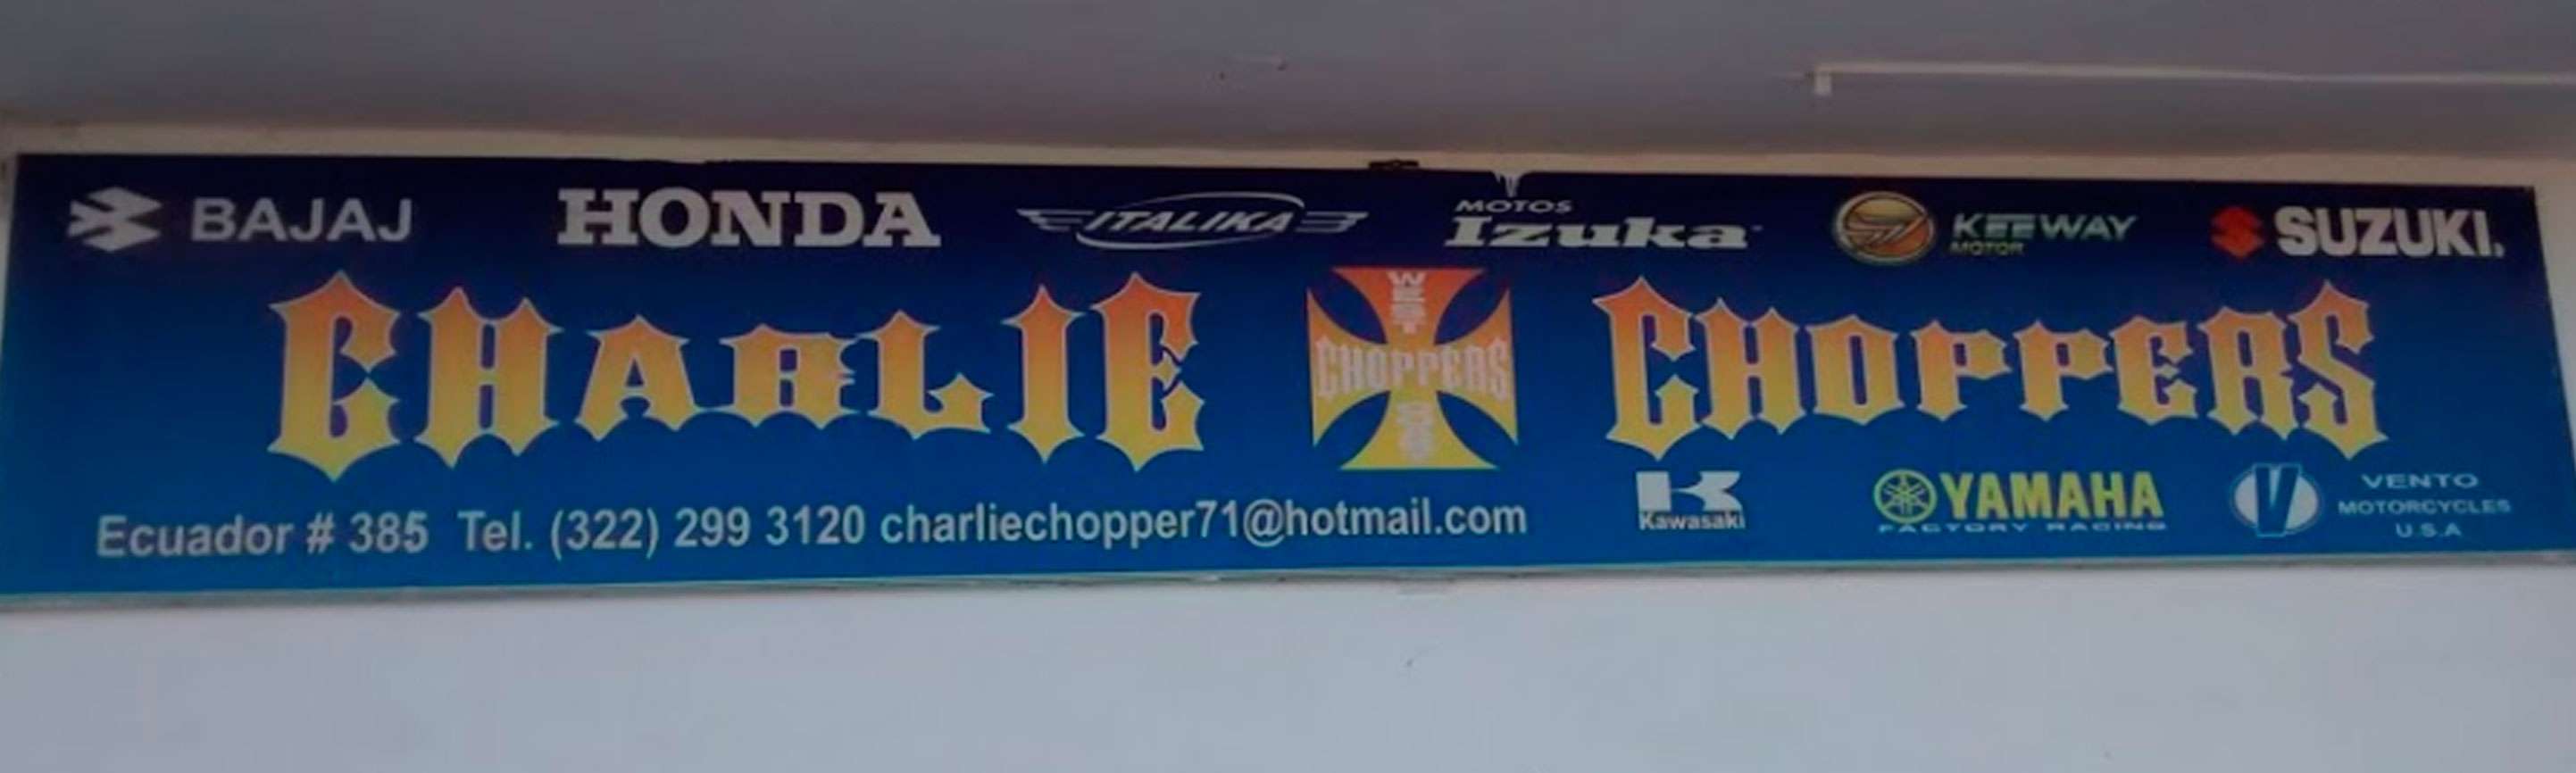 BAJAJ
HONDA
ITALIKA
MOTOS
Izuka
KEEWAY
MOTOR
SUZUKI
CHARLIE
WEST
CHOPPERS
CHOPPERS
Ecuador # 385 Tel. (322) 299 3120 charliechopper71@hotmail.com
Kawasaki
YAMAHA
FACTORY RACING
V
VENTO
MOTORCYCLES
U.S.A